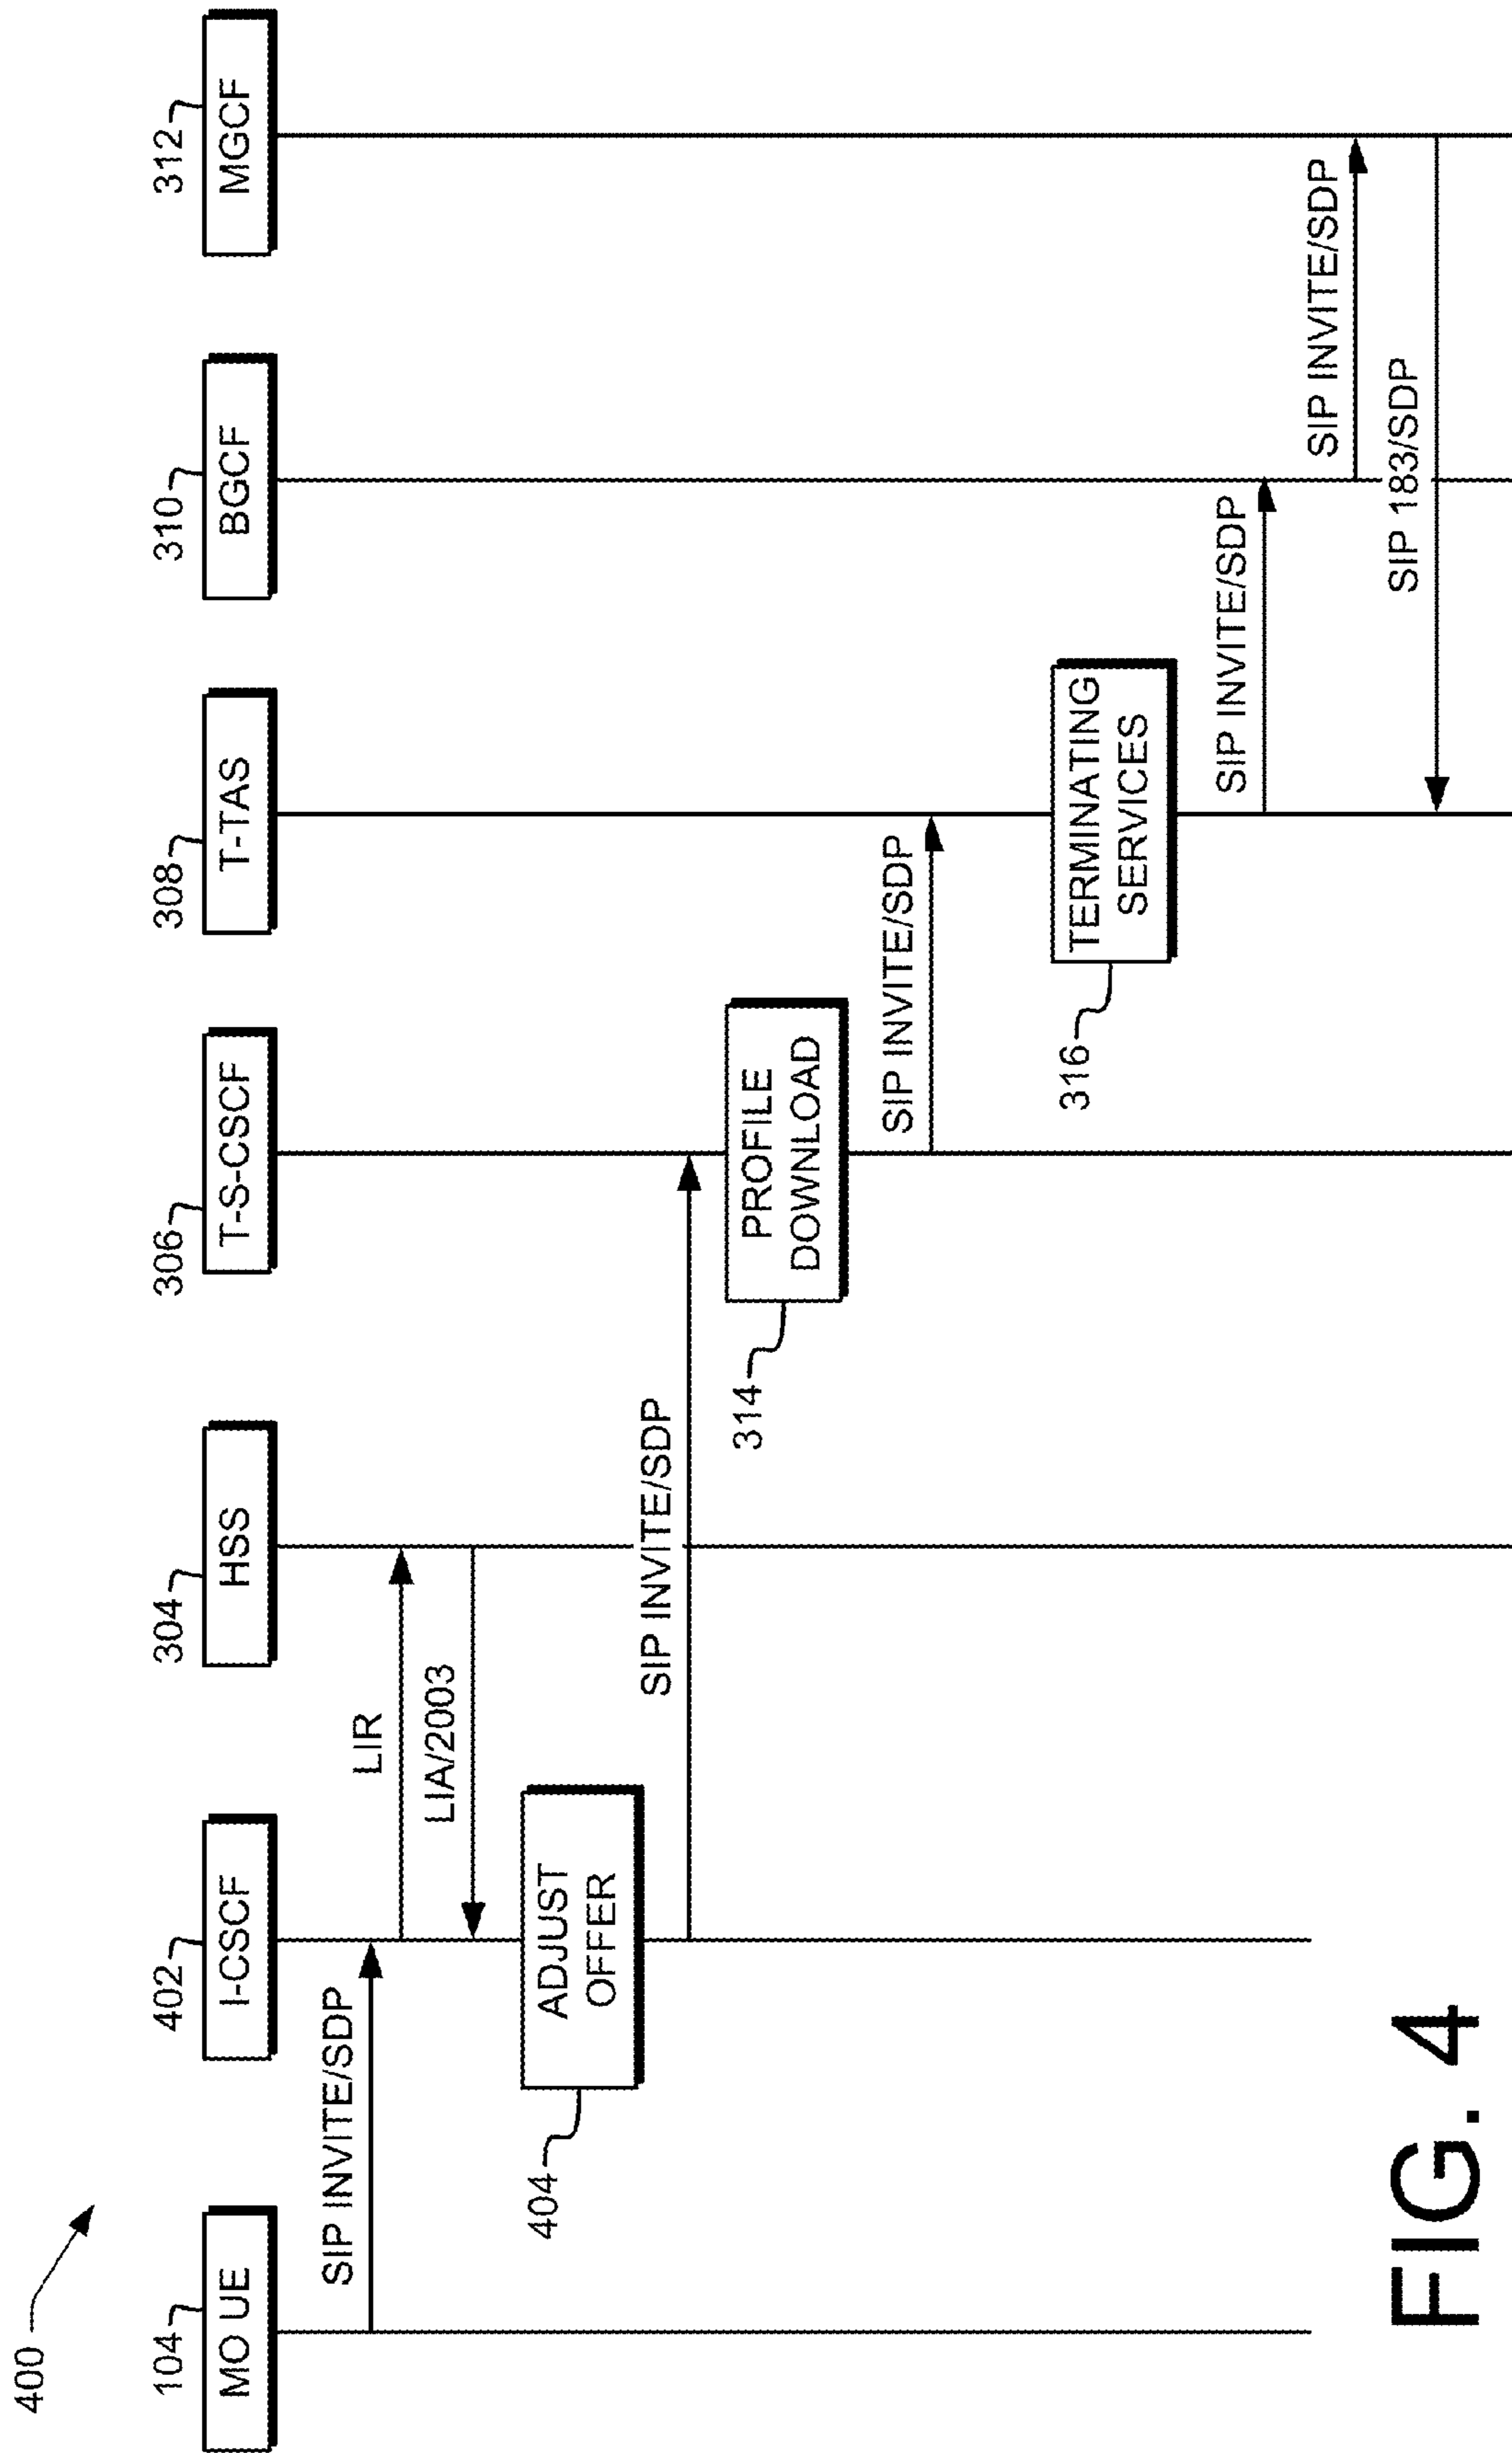 400
104
402
304
306
308
310
312
MO UE
I-CSCF
HSS
T-S-CSCF
T-TAS
BGCF
MGCF
SIP INVITE/SDP
LIR
LIA/2003
404
ADJUST
OFFER
SIP INVITE/SDP
314
PROFILE
DOWNLOAD
SIP INVITE/SDP
316
TERMINATING
SERVICES
SIP INVITE/SDP
SIP INVITE/SDP
SIP 183/SDP
FIG. 4